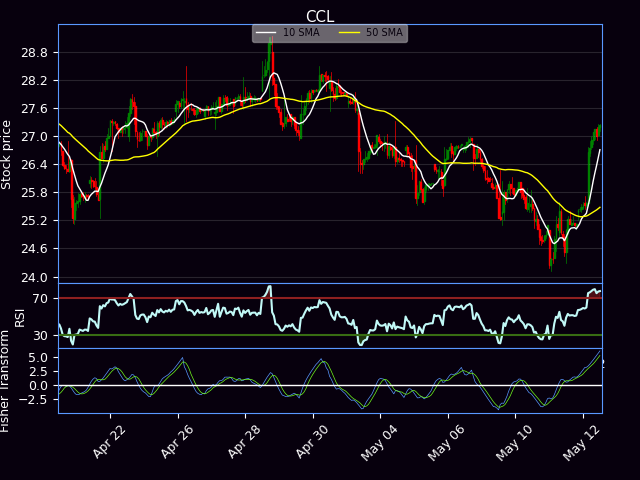 CCL
10 SMA
50 SMA
Stock price
28.8
28.2
27.6
27.0
26.4
25.8
25.2
24.6
24.0
RSI
70
30
Fisher Transform
5.0
2.5
0.0
−2.5
Apr 22
Apr 26
Apr 28
Apr 30
May 04
May 06
May 10
May 12